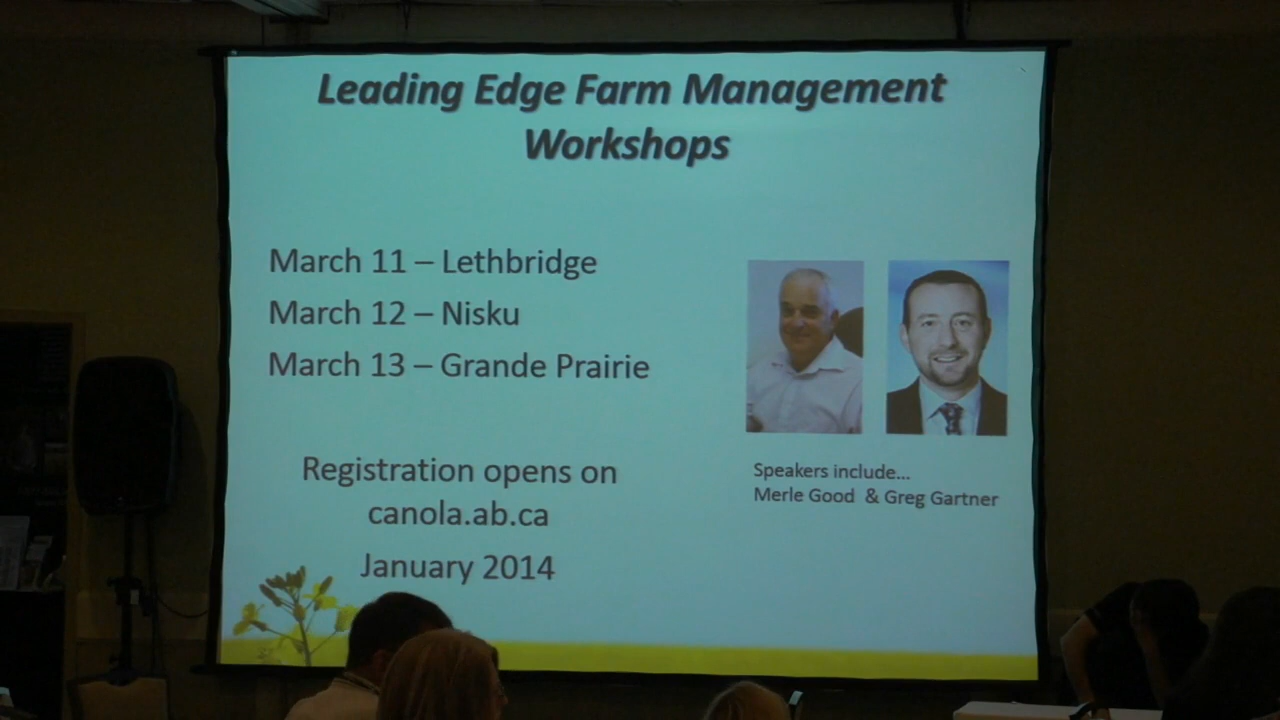 Leading Edge Farm Management
Workshops
March 11 – Lethbridge
March 12 – Nisku
March 13 – Grande Prairie
Registration opens on
canola.ab.ca
January 2014
Speakers include...
Merle Good & Greg Gartner